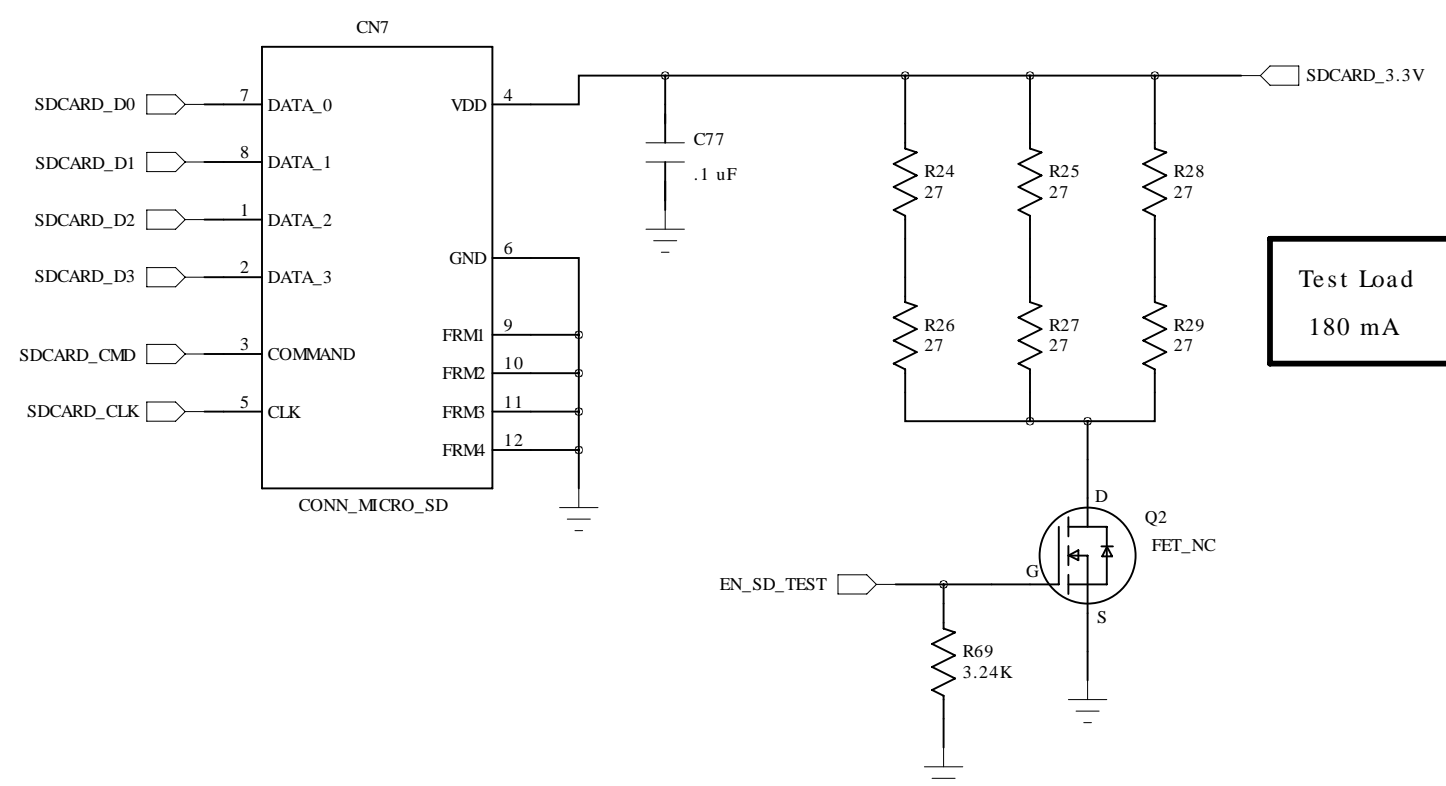 CN7
SDCARD_D0
7
DATA_0
VDD
4
SDCARD_3.3V
SDCARD_D1
8
DATA_1
C77
.1 uF
R24
27
R25
27
R28
27
SDCARD_D2
1
DATA_2
GND
6
SDCARD_D3
2
DATA_3
Test Load
180 mA
FRM1
9
R26
27
R27
27
R29
27
SDCARD_CMD
3
COMMAND
FRM2
10
SDCARD_CLK
5
CLK
FRM3
11
FRM4
12
CONN_MICRO_SD
D
Q2
FET_NC
G
EN_SD_TEST
S
R69
3.24K